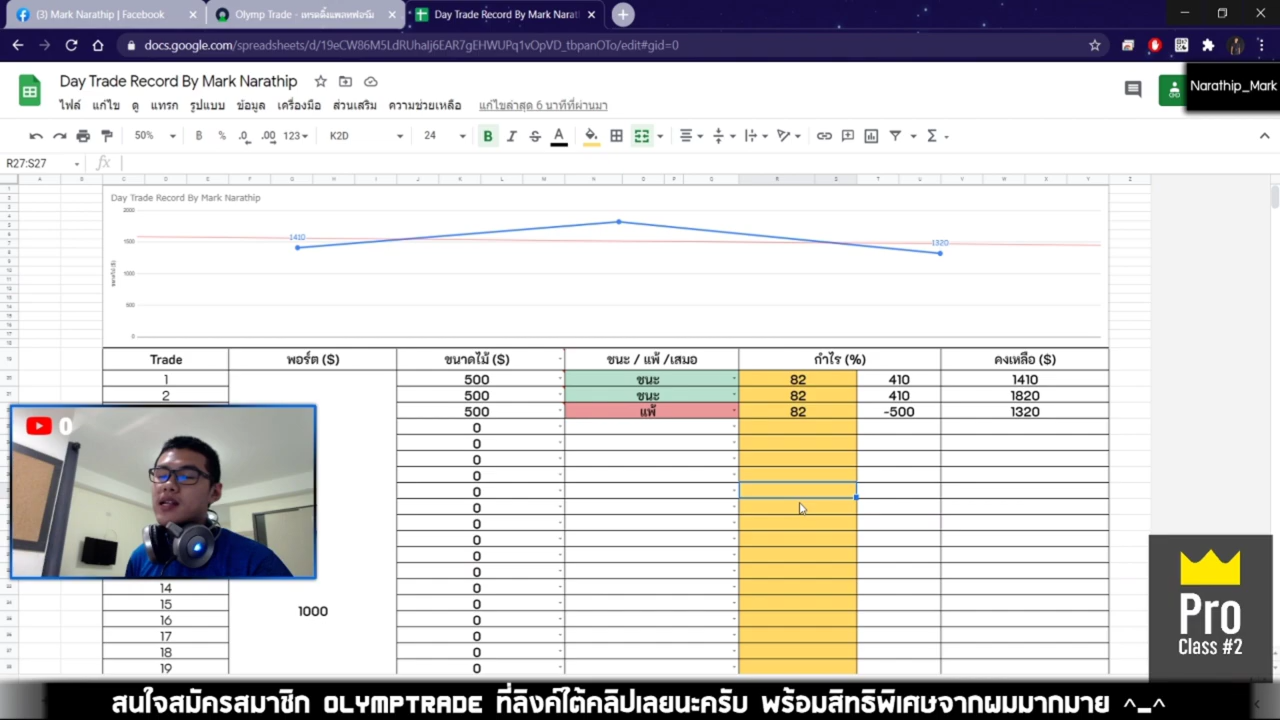 (3) Mark Narathip | Facebook
Olymp Trade - เทรดดิ้งแพลตฟอร์ม
Day Trade Record By Mark Narat
docs.google.com/spreadsheets/d/19eCW86M5LdRUhaIj6EAR7gEHWUPq1vOpVD_tbpanOTo/edit#gid=0
Day Trade Record By Mark Narathip
Narathip_Mark
ไฟล์ แก้ไข ดู แทรก รูปแบบ ข้อมูล เครื่องมือ ส่วนเสริม ความช่วยเหลือ แก้ไขล่าสุด 6 นาทีที่ผ่านมา
50% B % .0 .00 123 K2D 24 B I S A
R27:S27 fx
Day Trade Record By Mark Narathip
2000
1500
1000
500
0
1410
1320
Trade พอร์ต ($) ขนาดไม้ ($) ชนะ / แพ้ /เสมอ กำไร (%) คงเหลือ ($)
1 500 ชนะ 82 410 1410
2 500 ชนะ 82 410 1820
500 แพ้ 82 -500 1320
0
0
0
0
0
0
0
0
0
0
14 0
15 1000 0
16 0
17 0
18 0
19 0
0
Pro
Class #2
สนใจสมัครสมาชิก OLYMPTRADE ที่ลิงค์ใต้คลิปเลยนะครับ พร้อมสิทธิพิเศษจากผมมากมาย ^_^